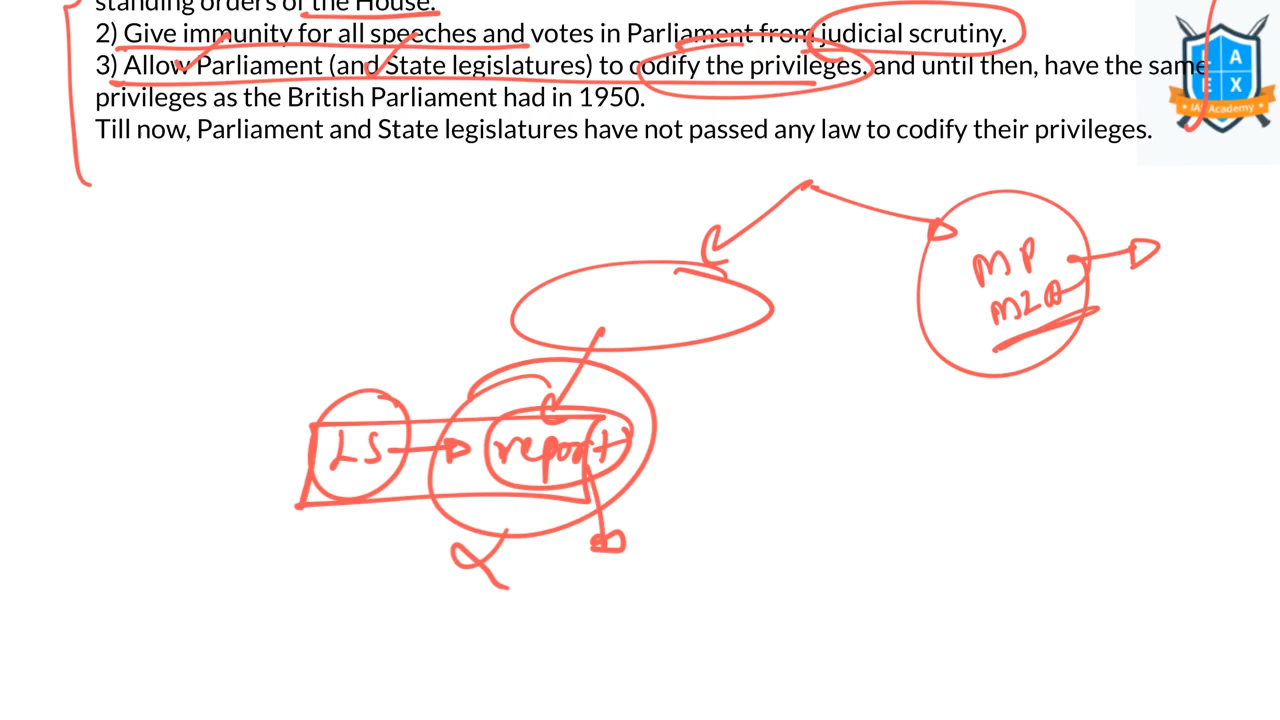 standing orders of the House.
2) Give immunity for all speeches and votes in Parliament from judicial scrutiny.
3) Allow Parliament (and State legislatures) to codify the privileges, and until then, have the same
privileges as the British Parliament had in 1950.
Till now, Parliament and State legislatures have not passed any law to codify their privileges.
A
E X
IAS Academy
MP
MLA
LS
report